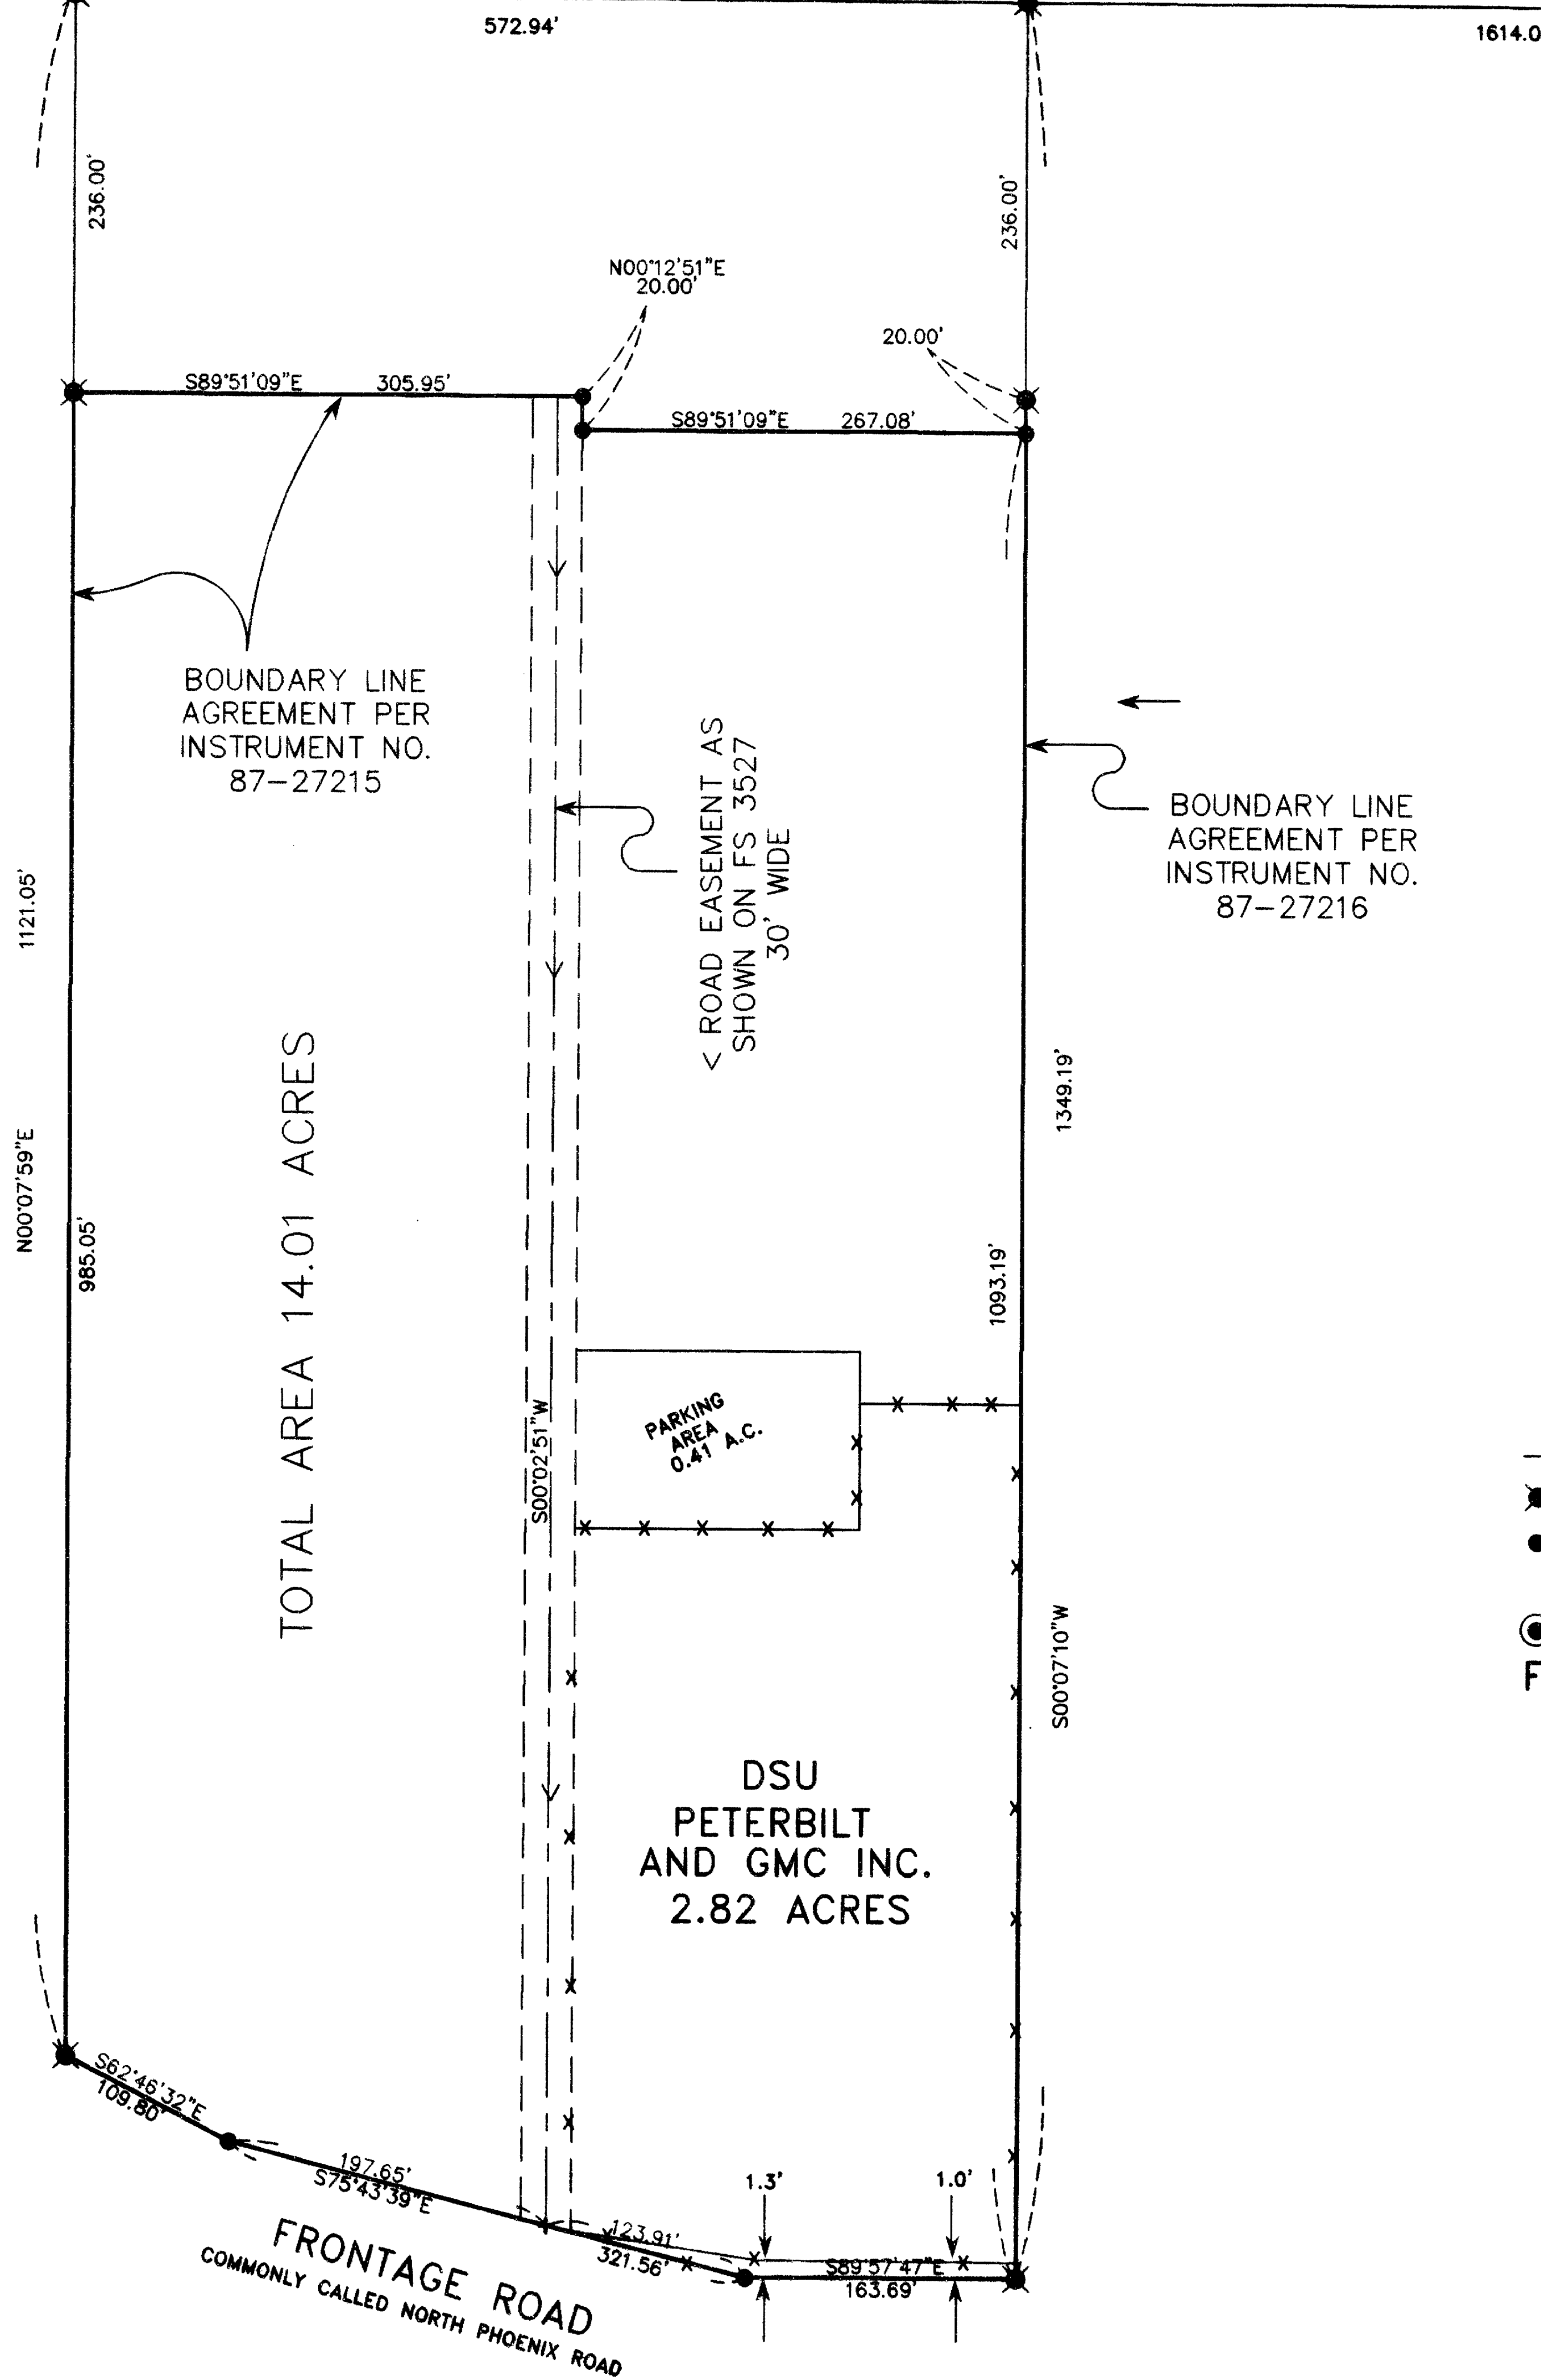 572.94'
1614.0
236.00'
236.00'
N00°12'51"E
20.00'
20.00'
S89°51'09"E 305.95'
S89°51'09"E 267.08'
BOUNDARY LINE
AGREEMENT PER
INSTRUMENT NO.
87-27215
< ROAD EASEMENT AS
SHOWN ON FS 3527
30' WIDE
BOUNDARY LINE
AGREEMENT PER
INSTRUMENT NO.
87-27216
1121.05'
N00°07'59"E
985.05'
TOTAL AREA 14.01 ACRES
1349.19'
1093.19'
S00°02'51"W
PARKING
AREA
0.41 A.C.
S00°07'10"W
F
DSU
PETERBILT
AND GMC INC.
2.82 ACRES
S62°46'32"E
109.80'
197.65'
S75°43'39"E
123.91'
321.56'
1.3'
1.0'
S89°57'47"E
163.69'
FRONTAGE ROAD
COMMONLY CALLED NORTH PHOENIX ROAD